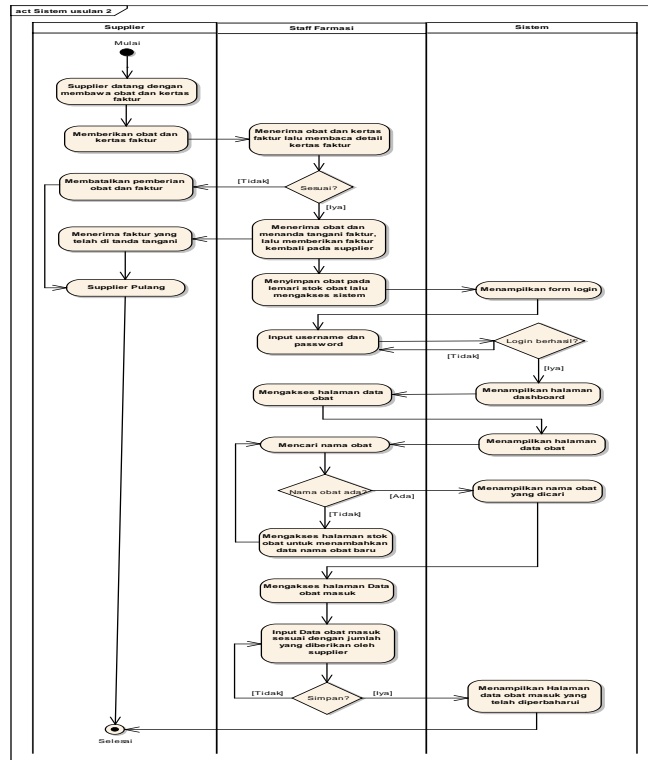 act Sistem usulan 2
Supplier
Staff Farmasi
Sistem
Mulai
Supplier datang dengan
membawa obat dan kertas
faktur
Memberikan obat dan
kertas faktur
Menerima obat dan kertas
faktur lalu membaca detail
kertas faktur
Membatalkan pemberian
obat dan faktur
[Tidak]
Sesuai?
[Iya]
Menerima faktur yang
telah di tanda tangani
Menerima obat dan
menanda tangani faktur,
lalu memberikan faktur
kembali pada supplier
Supplier Pulang
Menyimpan obat pada
lemari stok obat lalu
mengakses sistem
Menampilkan form login
Input username dan
password
Login berhasil?
[Tidak]
[Iya]
Mengakses halaman data
obat
Menampilkan halaman
dashboard
Mencari nama obat
Menampilkan halaman
data obat
Nama obat ada?
[Ada]
Menampilkan nama obat
yang dicari
[Tidak]
Mengakses halaman stok
obat untuk menambahkan
data nama obat baru
Mengakses halaman Data
obat masuk
Input Data obat masuk
sesuai dengan jumlah
yang diberikan oleh
supplier
[Tidak]
Simpan?
[Iya]
Menampilkan Halaman
data obat masuk yang
telah diperbaharui
Selesai